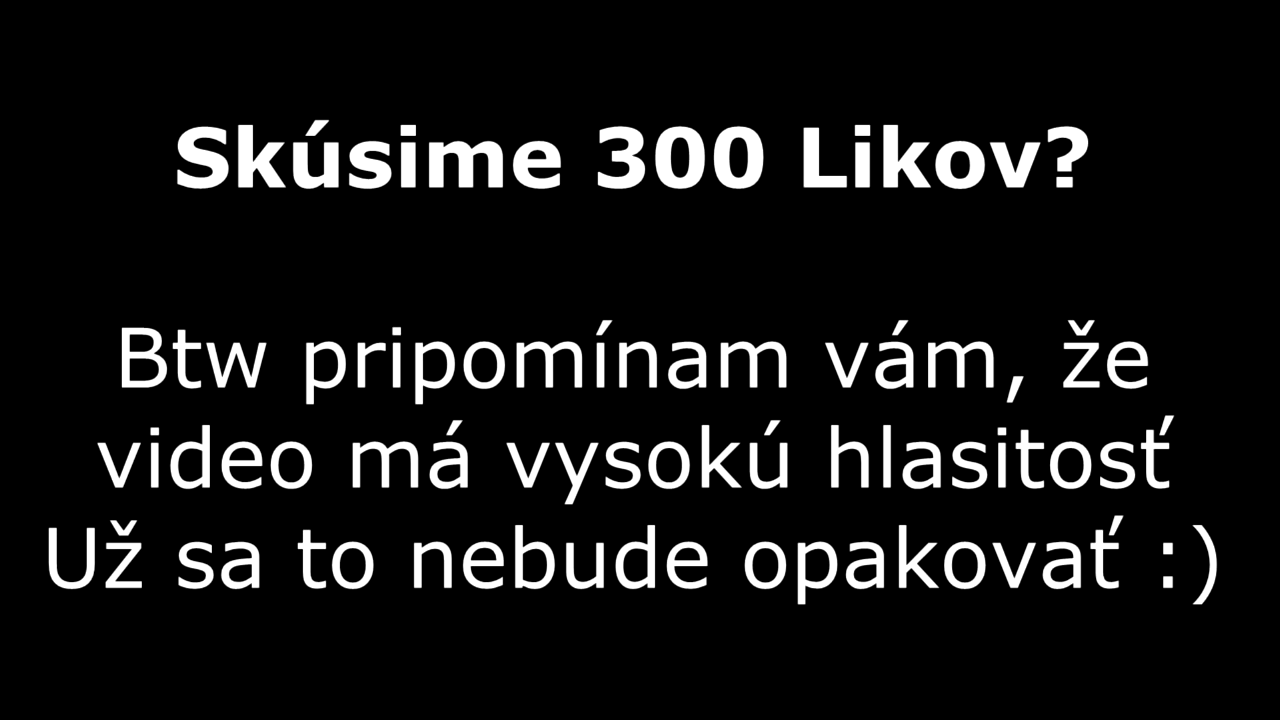 Skúsime 300 Likov?
Btw pripomínam vám, že
video má vysokú hlasitosť
Už sa to nebude opakovať :)